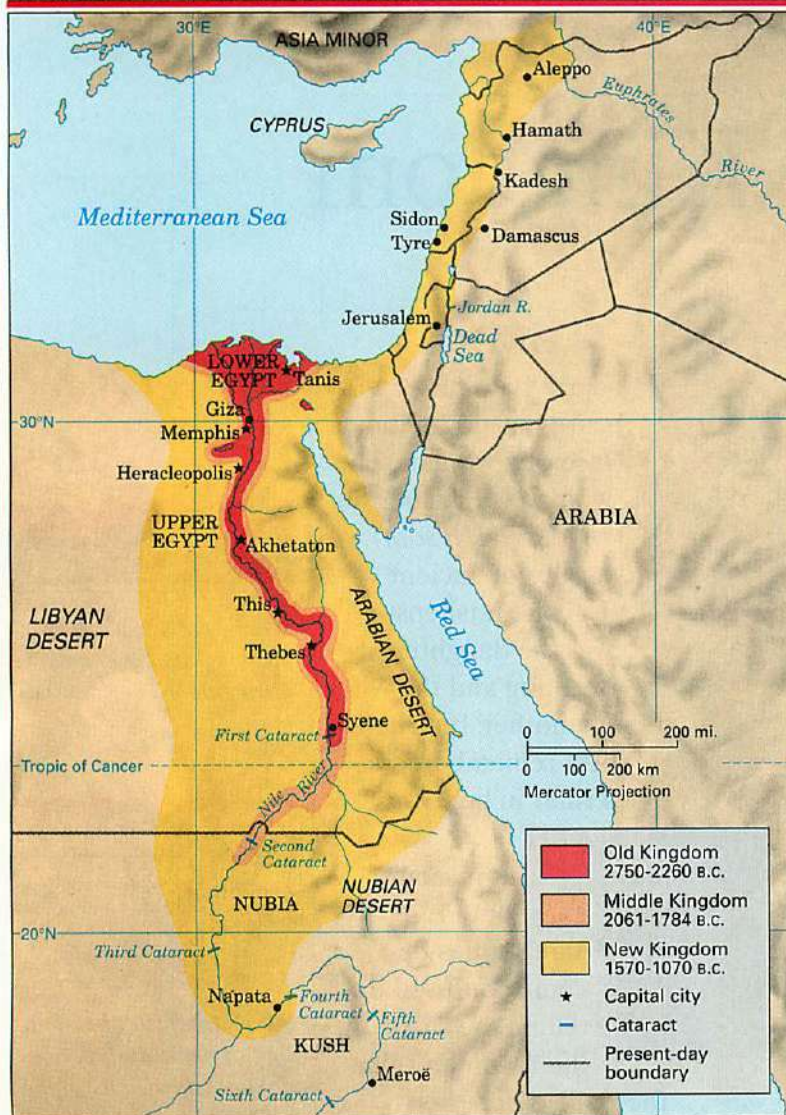 30°E
40°E
ASIA MINOR
Aleppo
Euphrates
River
CYPRUS
Hamath
Kadesh
Mediterranean Sea
Sidon
Tyre
Damascus
Jordan R.
Jerusalem
Dead
Sea
LOWER
EGYPT
Tanis
Giza
30°N
Memphis
Heracleopolis
UPPER
EGYPT
Akhetaton
ARABIA
This
LIBYAN
DESERT
ARABIAN DESERT
Red Sea
Thebes
Syene
First Cataract
0 100 200 mi.
0 100 200 km
Mercator Projection
Tropic of Cancer
Nile River
Second
Cataract
NUBIA
NUBIAN
DESERT
20°N
Third Cataract
Napata
Fourth
Cataract
Fifth
Cataract
KUSH
Meroë
Sixth Cataract
Old Kingdom
2750-2260 B.C.
Middle Kingdom
2061-1784 B.C.
New Kingdom
1570-1070 B.C.
Capital city
Cataract
Present-day
boundary